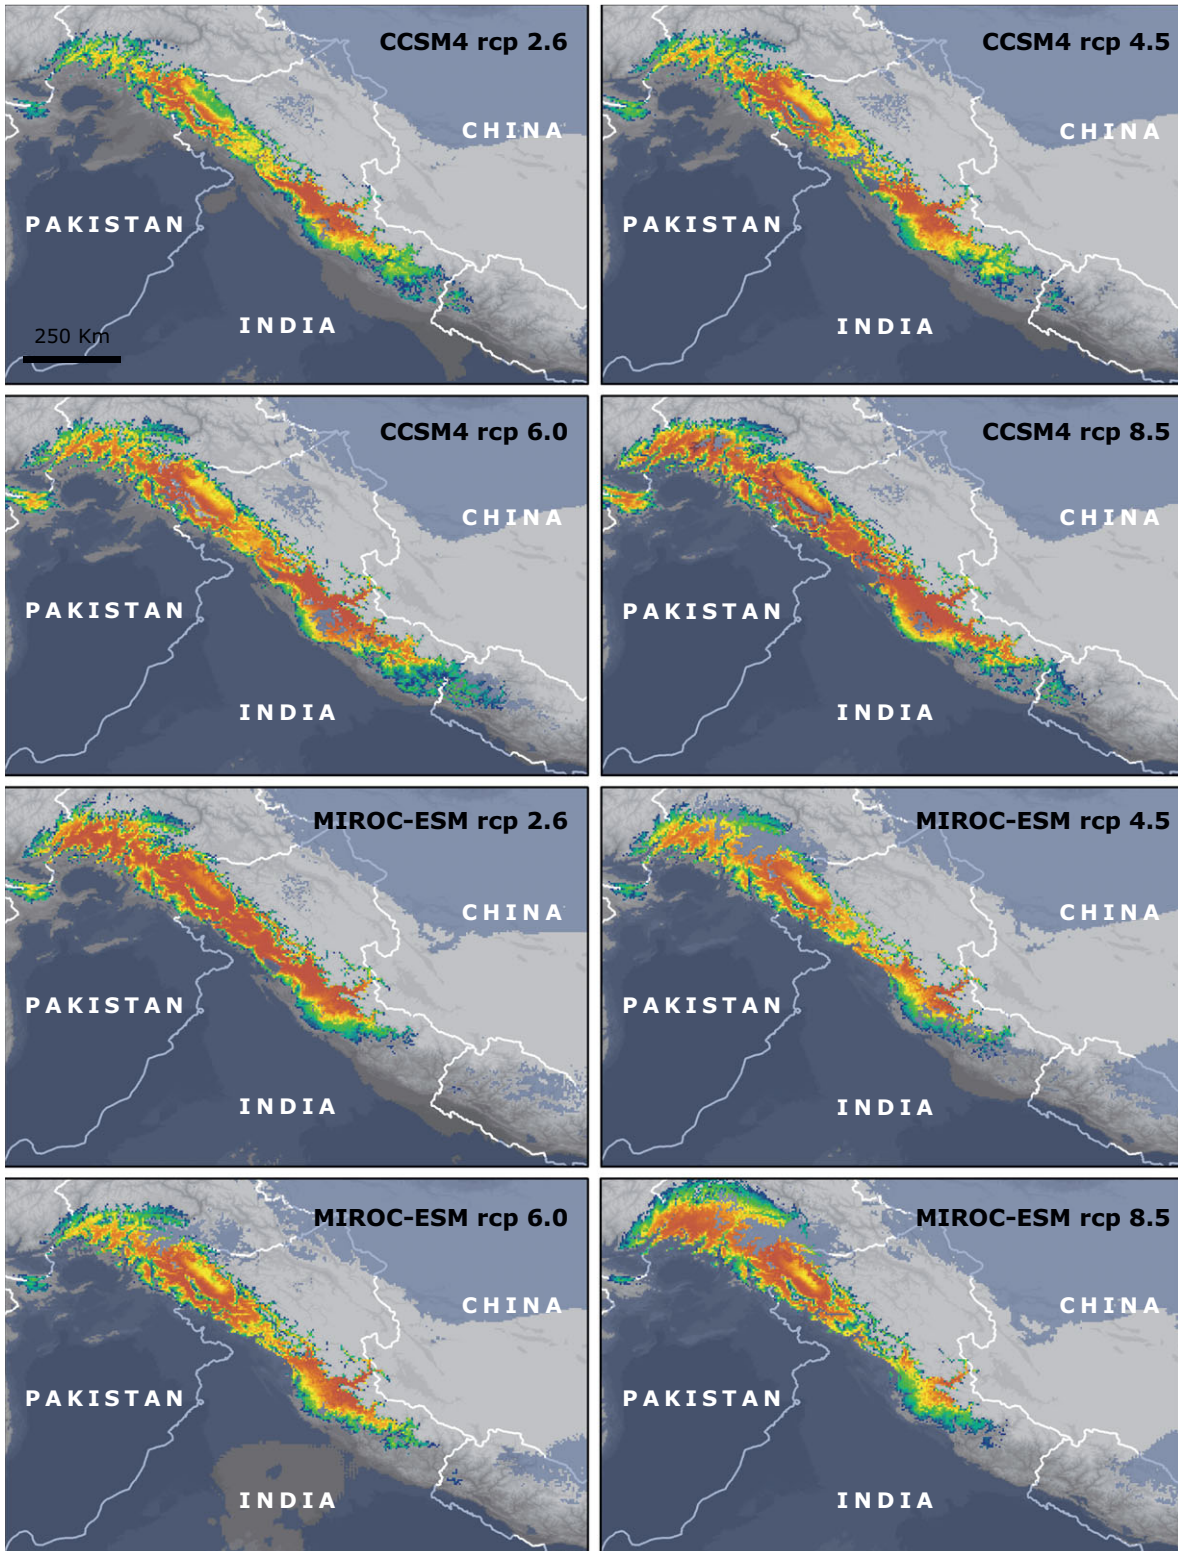 CCSM4 rcp 2.6
CHINA
PAKISTAN
INDIA
250 Km
CCSM4 rcp 4.5
CHINA
PAKISTAN
INDIA
CCSM4 rcp 6.0
CHINA
PAKISTAN
INDIA
CCSM4 rcp 8.5
CHINA
PAKISTAN
INDIA
MIROC-ESM rcp 2.6
CHINA
PAKISTAN
INDIA
MIROC-ESM rcp 4.5
CHINA
PAKISTAN
INDIA
MIROC-ESM rcp 6.0
CHINA
PAKISTAN
INDIA
MIROC-ESM rcp 8.5
CHINA
PAKISTAN
INDIA